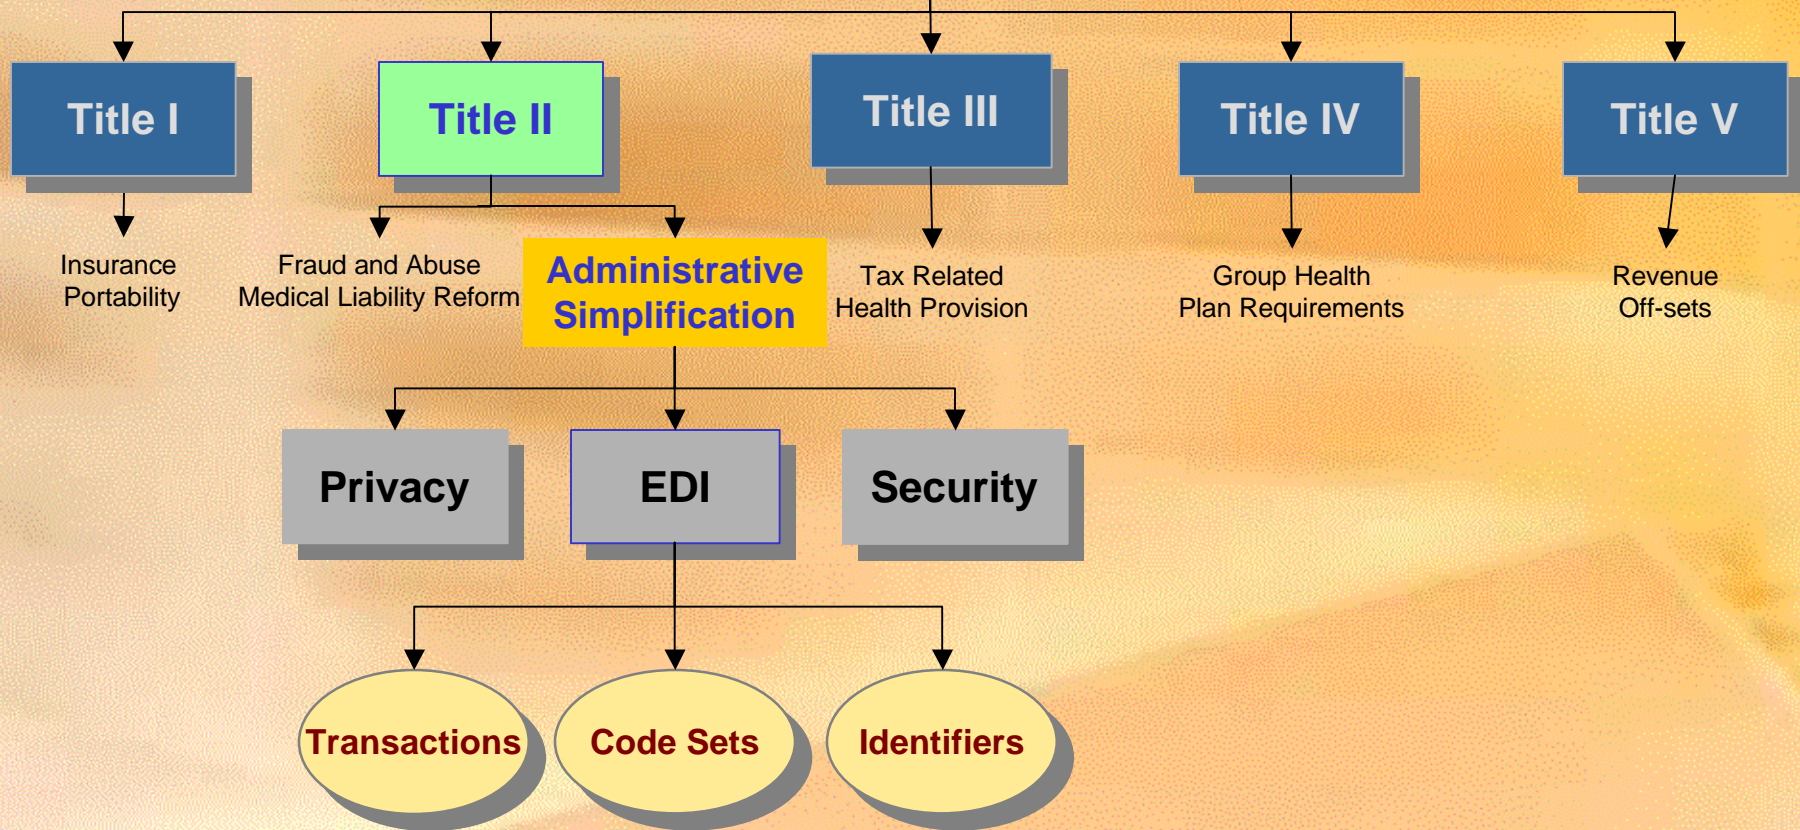 Title I
Title II
Title III
Title IV
Title V
Insurance
Portability
Fraud and Abuse
Medical Liability Reform
Administrative
Simplification
Tax Related
Health Provision
Group Health
Plan Requirements
Revenue
Off-sets
Privacy
EDI
Security
Transactions
Code Sets
Identifiers